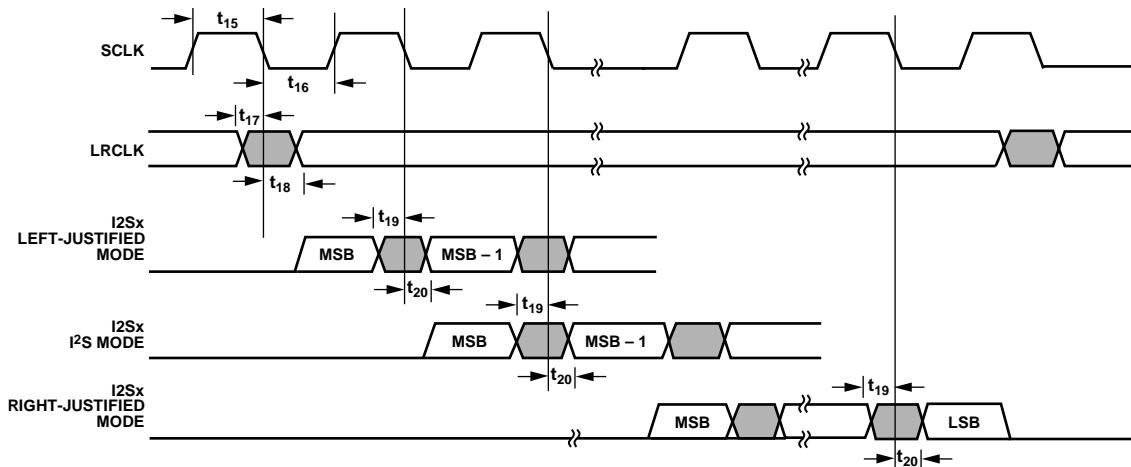 t15
SCLK
t16
t17
LRCLK
t18
I2Sx
LEFT-JUSTIFIED
MODE
t19
MSB
MSB – 1
t20
t19
I2Sx
I²S MODE
MSB
MSB – 1
t20
I2Sx
RIGHT-JUSTIFIED
MODE
t19
MSB
LSB
t20